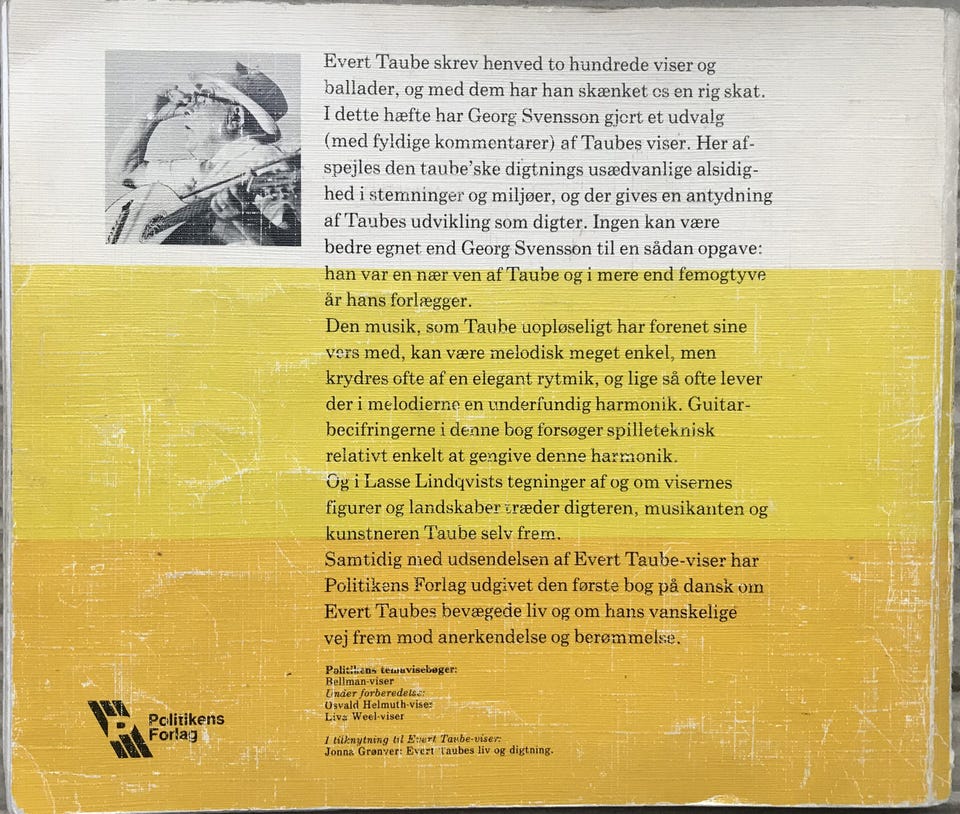 Evert Taube skrev henved to hundrede viser og
ballader, og med dem har han skænket os en rig skat.
I dette hæfte har Georg Svensson gjort et udvalg
(med fyldige kommentarer) af Taubes viser. Her af-
spejles den taube'ske digtnings usædvanlige alsidig-
hed i stemninger og miljøer, og der gives en antydning
af Taubes udvikling som digter. Ingen kan være
bedre egnet end Georg Svensson til en sådan opgave:
han var en nær ven af Taube og i mere end femogtyve
år hans forlægger.
Den musik, som Taube uopløseligt har forenet sine
vers med, kan være melodisk meget enkel, men
krydres ofte af en elegant rytmik, og lige så ofte lever
der i melodierne en underfundig harmonik. Guitar-
becifringerne i denne bog forsøger spilleteknisk
relativt enkelt at gengive denne harmonik.
Og i Lasse Lindqvists tegninger af og om visernes
figurer og landskaber træder digteren, musikanten og
kunstneren Taube selv frem.
Samtidig med udsendelsen af Evert Taube-viser har
Politikens Forlag udgivet den første bog på dansk om
Evert Taubes bevægede liv og om hans vanskelige
vej frem mod anerkendelse og berømmelse.
Politikens temavisebøger:
Bellman-viser
Under forberedelse:
Osvald Helmuth-viser
Liva Weel-viser
I tilknytning til Evert Taube-viser:
Jonna Grønver: Evert Taubes liv og digtning.
P
Politikens
Forlag